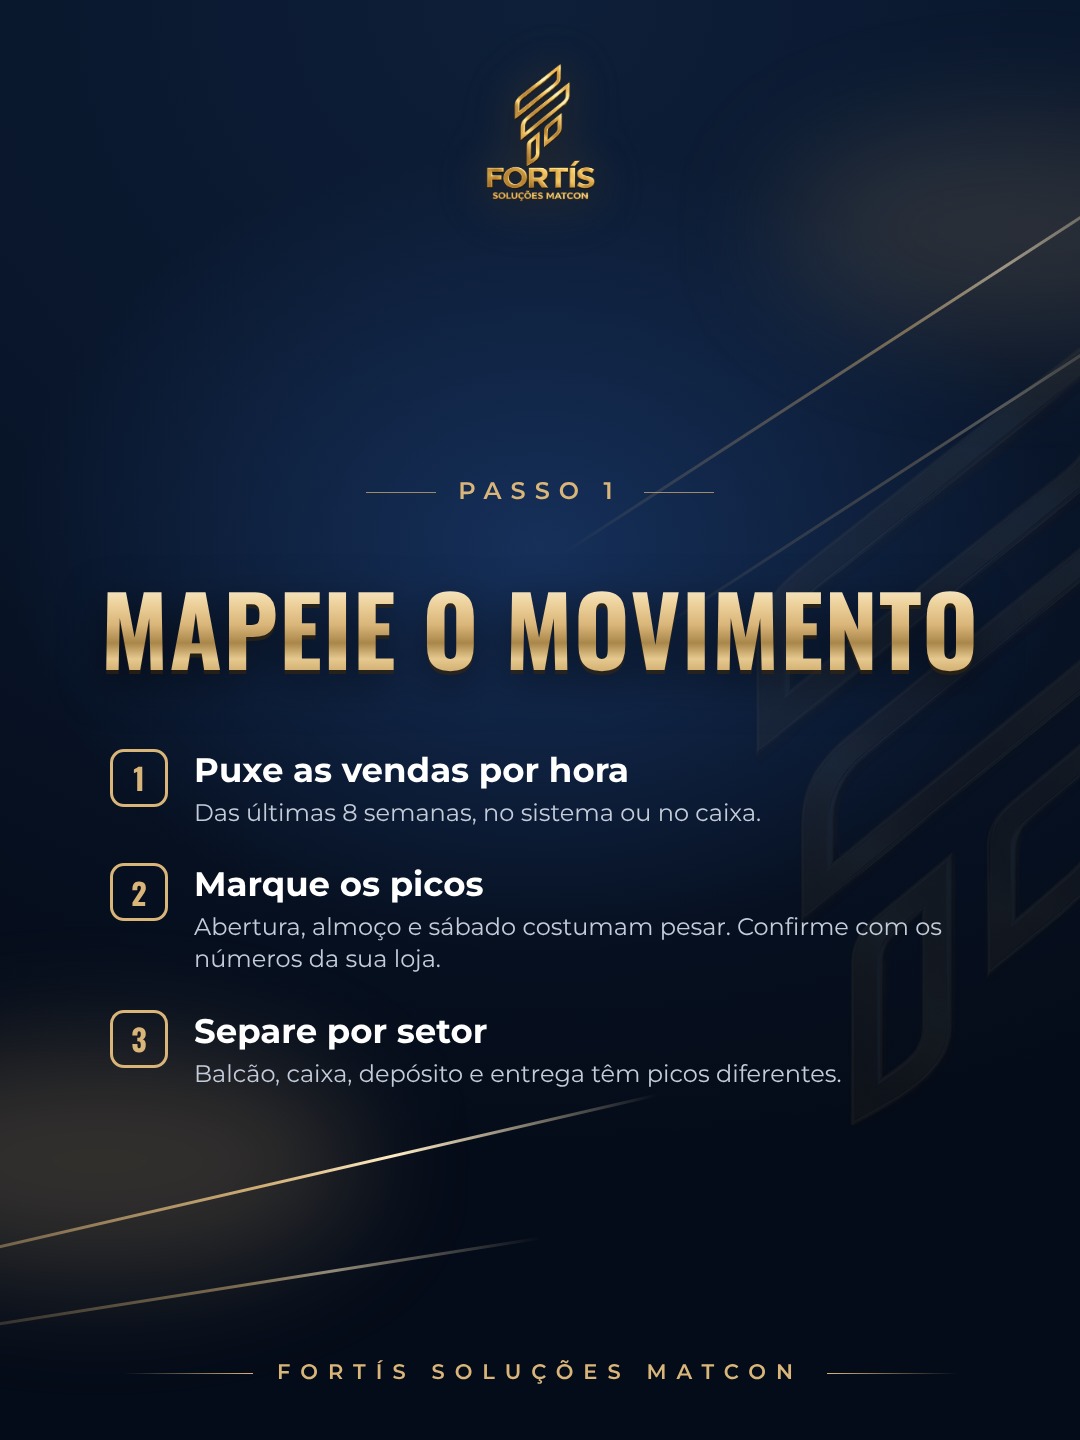 FORTÍS
SOLUÇÕES MATCON
PASSO 1
MAPEIE O MOVIMENTO
1
Puxe as vendas por hora
Das últimas 8 semanas, no sistema ou no caixa.
2
Marque os picos
Abertura, almoço e sábado costumam pesar. Confirme com os
números da sua loja.
3
Separe por setor
Balcão, caixa, depósito e entrega têm picos diferentes.
FORTÍS SOLUÇÕES MATCON